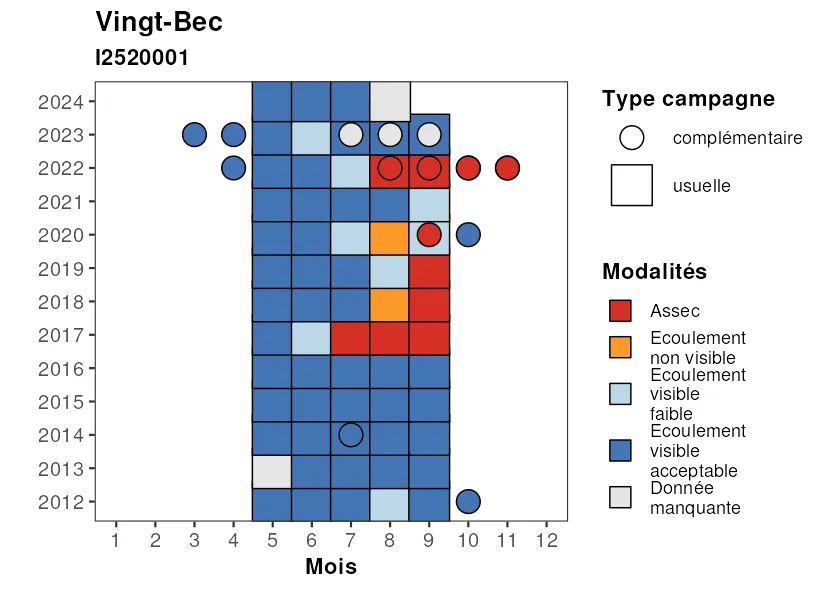 Vingt-Bec
I2520001
2024
2023
2022
2021
2020
2019
2018
2017
2016
2015
2014
2013
2012
1 2 3 4 5 6 7 8 9 10 11 12
Mois
Type campagne
complémentaire
usuelle
Modalités
Assec
Ecoulement
non visible
Ecoulement
visible
faible
Ecoulement
visible
acceptable
Donnée
manquante